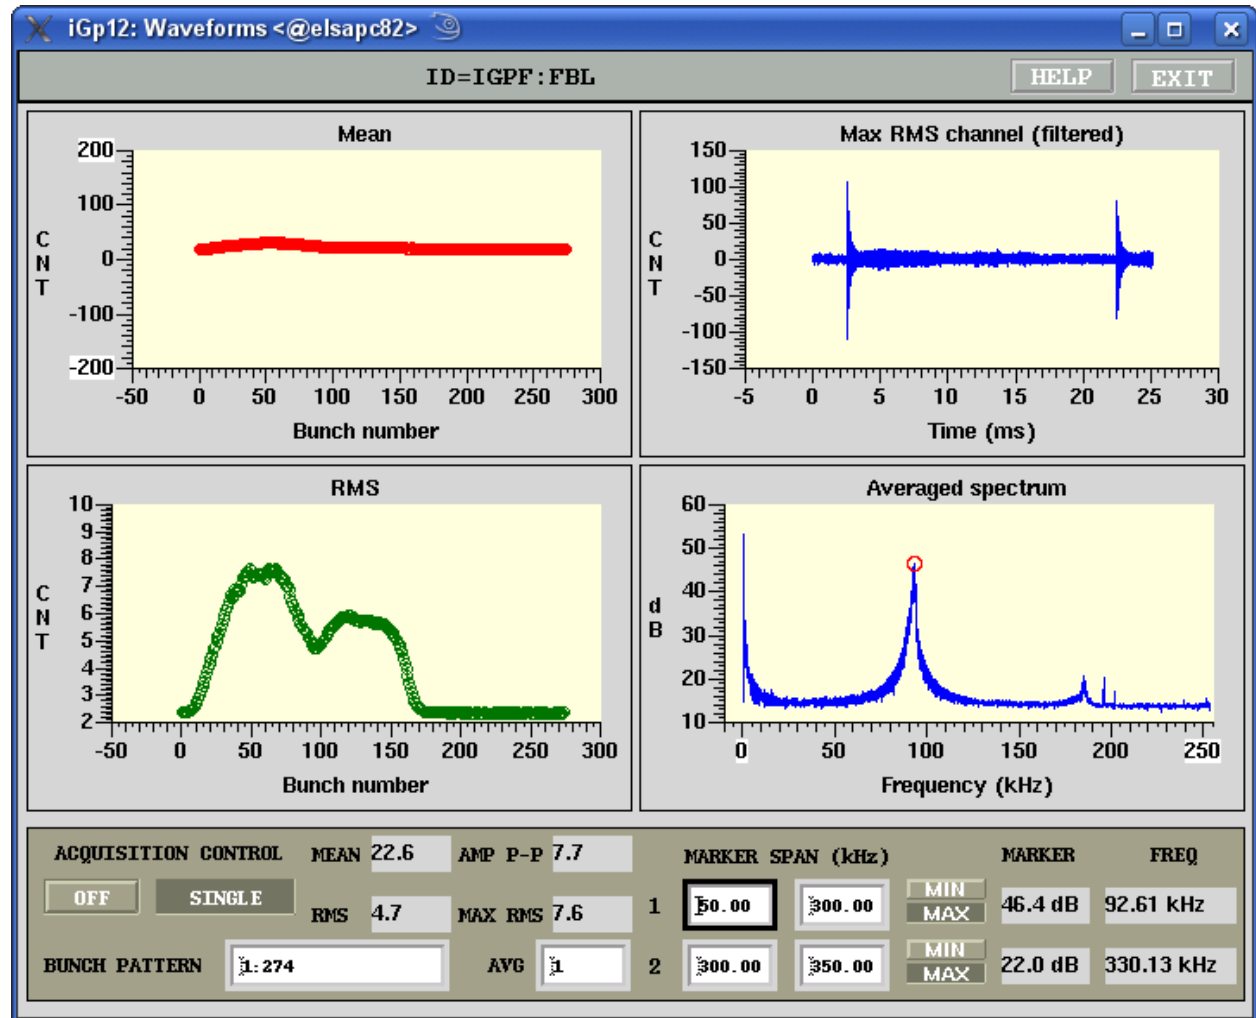 iGp12: Waveforms <@elsapc82>
ID=IGPF:FBL
HELP
EXIT
Mean
200
100
0
-100
-200
C
N
T
-50 0 50 100 150 200 250 300
Bunch number
Max RMS channel (filtered)
150
100
50
0
-50
-100
-150
C
N
T
-5 0 5 10 15 20 25 30
Time (ms)
RMS
10
9
8
7
6
5
4
3
2
C
N
T
-50 0 50 100 150 200 250 300
Bunch number
Averaged spectrum
60
50
40
30
20
10
d
B
0 50 100 150 200 250
Frequency (kHz)
ACQUISITION CONTROL
OFF SINGLE
MEAN 22.6 AMP P-P 7.7
RMS 4.7 MAX RMS 7.6
BUNCH PATTERN 1:274 AVG 1
MARKER SPAN (kHz) MARKER FREQ
1 50.00 300.00 MIN MAX 46.4 dB 92.61 kHz
2 300.00 350.00 MIN MAX 22.0 dB 330.13 kHz